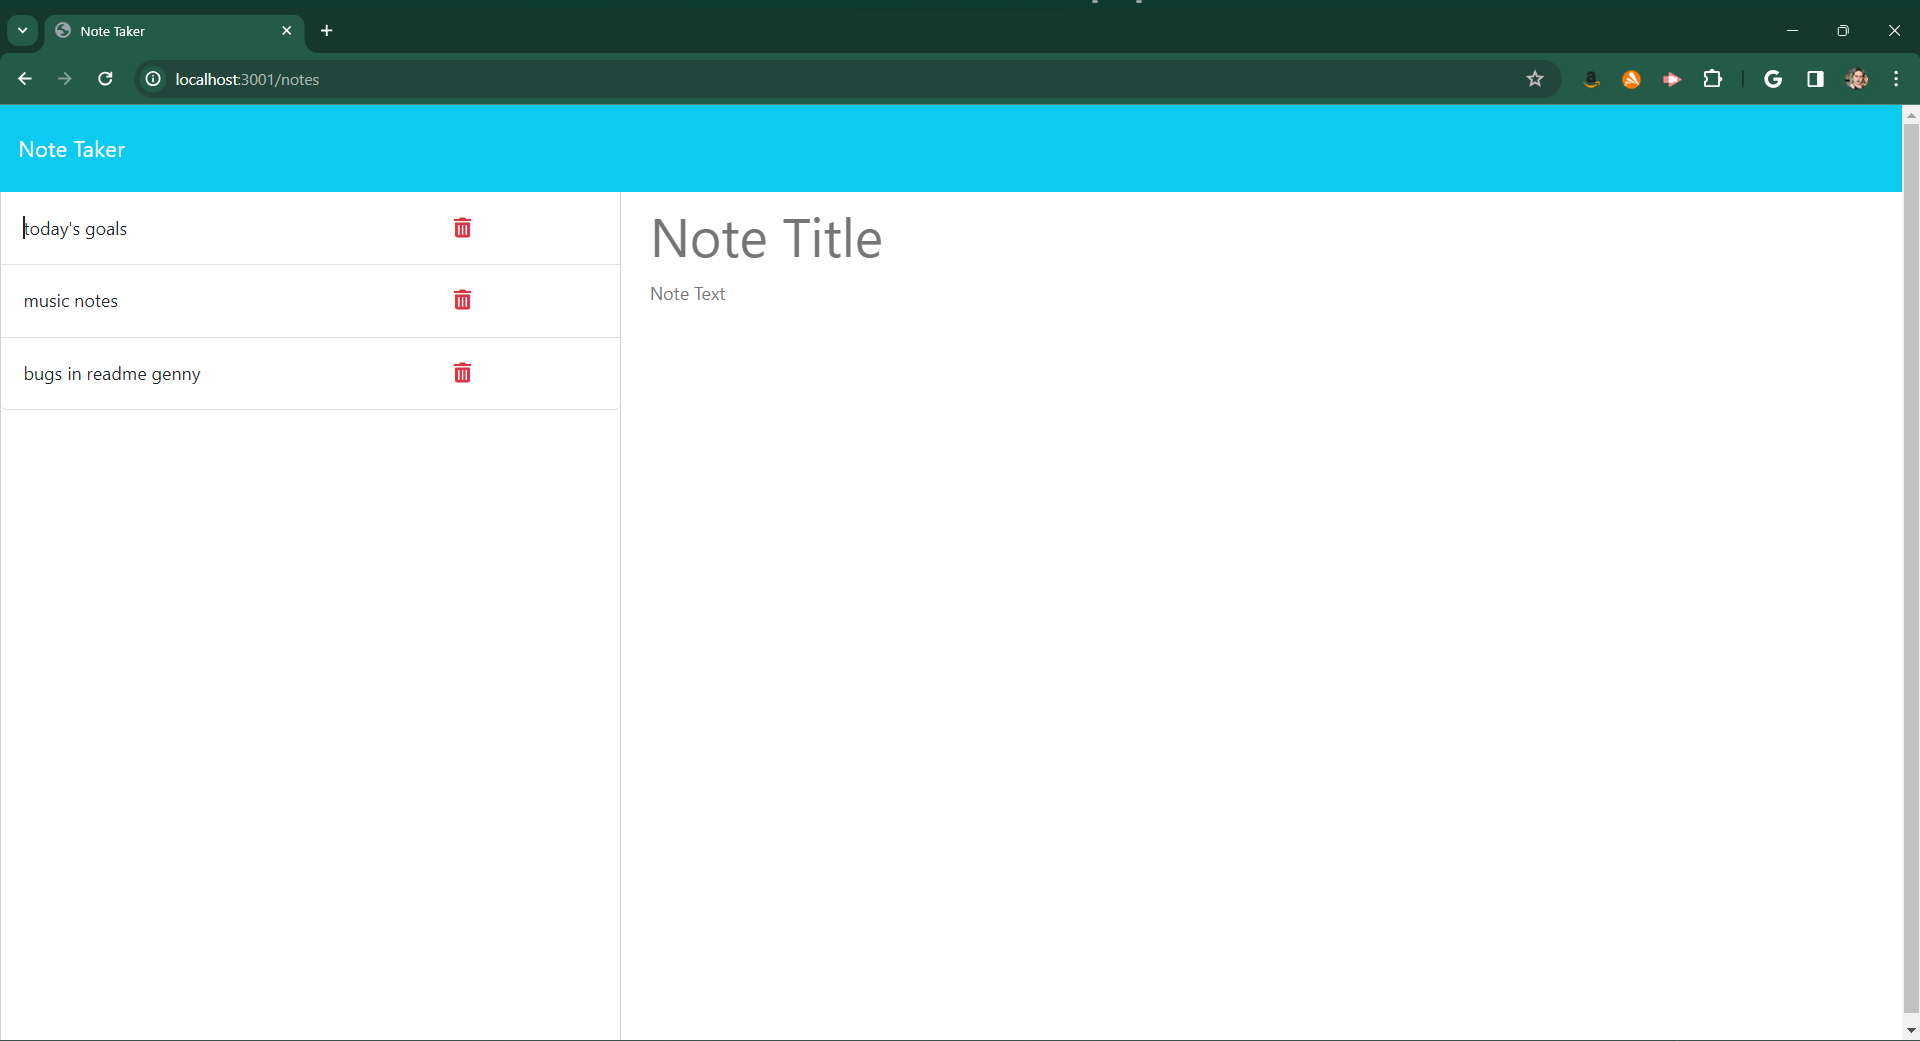 Note Taker
localhost:3001/notes
Note Taker
today's goals
music notes
bugs in readme genny
Note Title
Note Text